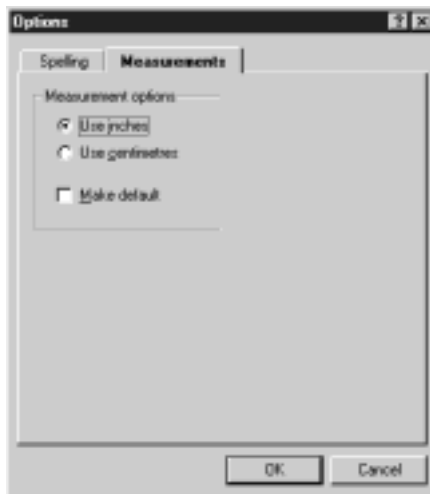 Options
Spelling Measurements
Measurement options
Use inches
Use centimetres
Make default
OK Cancel